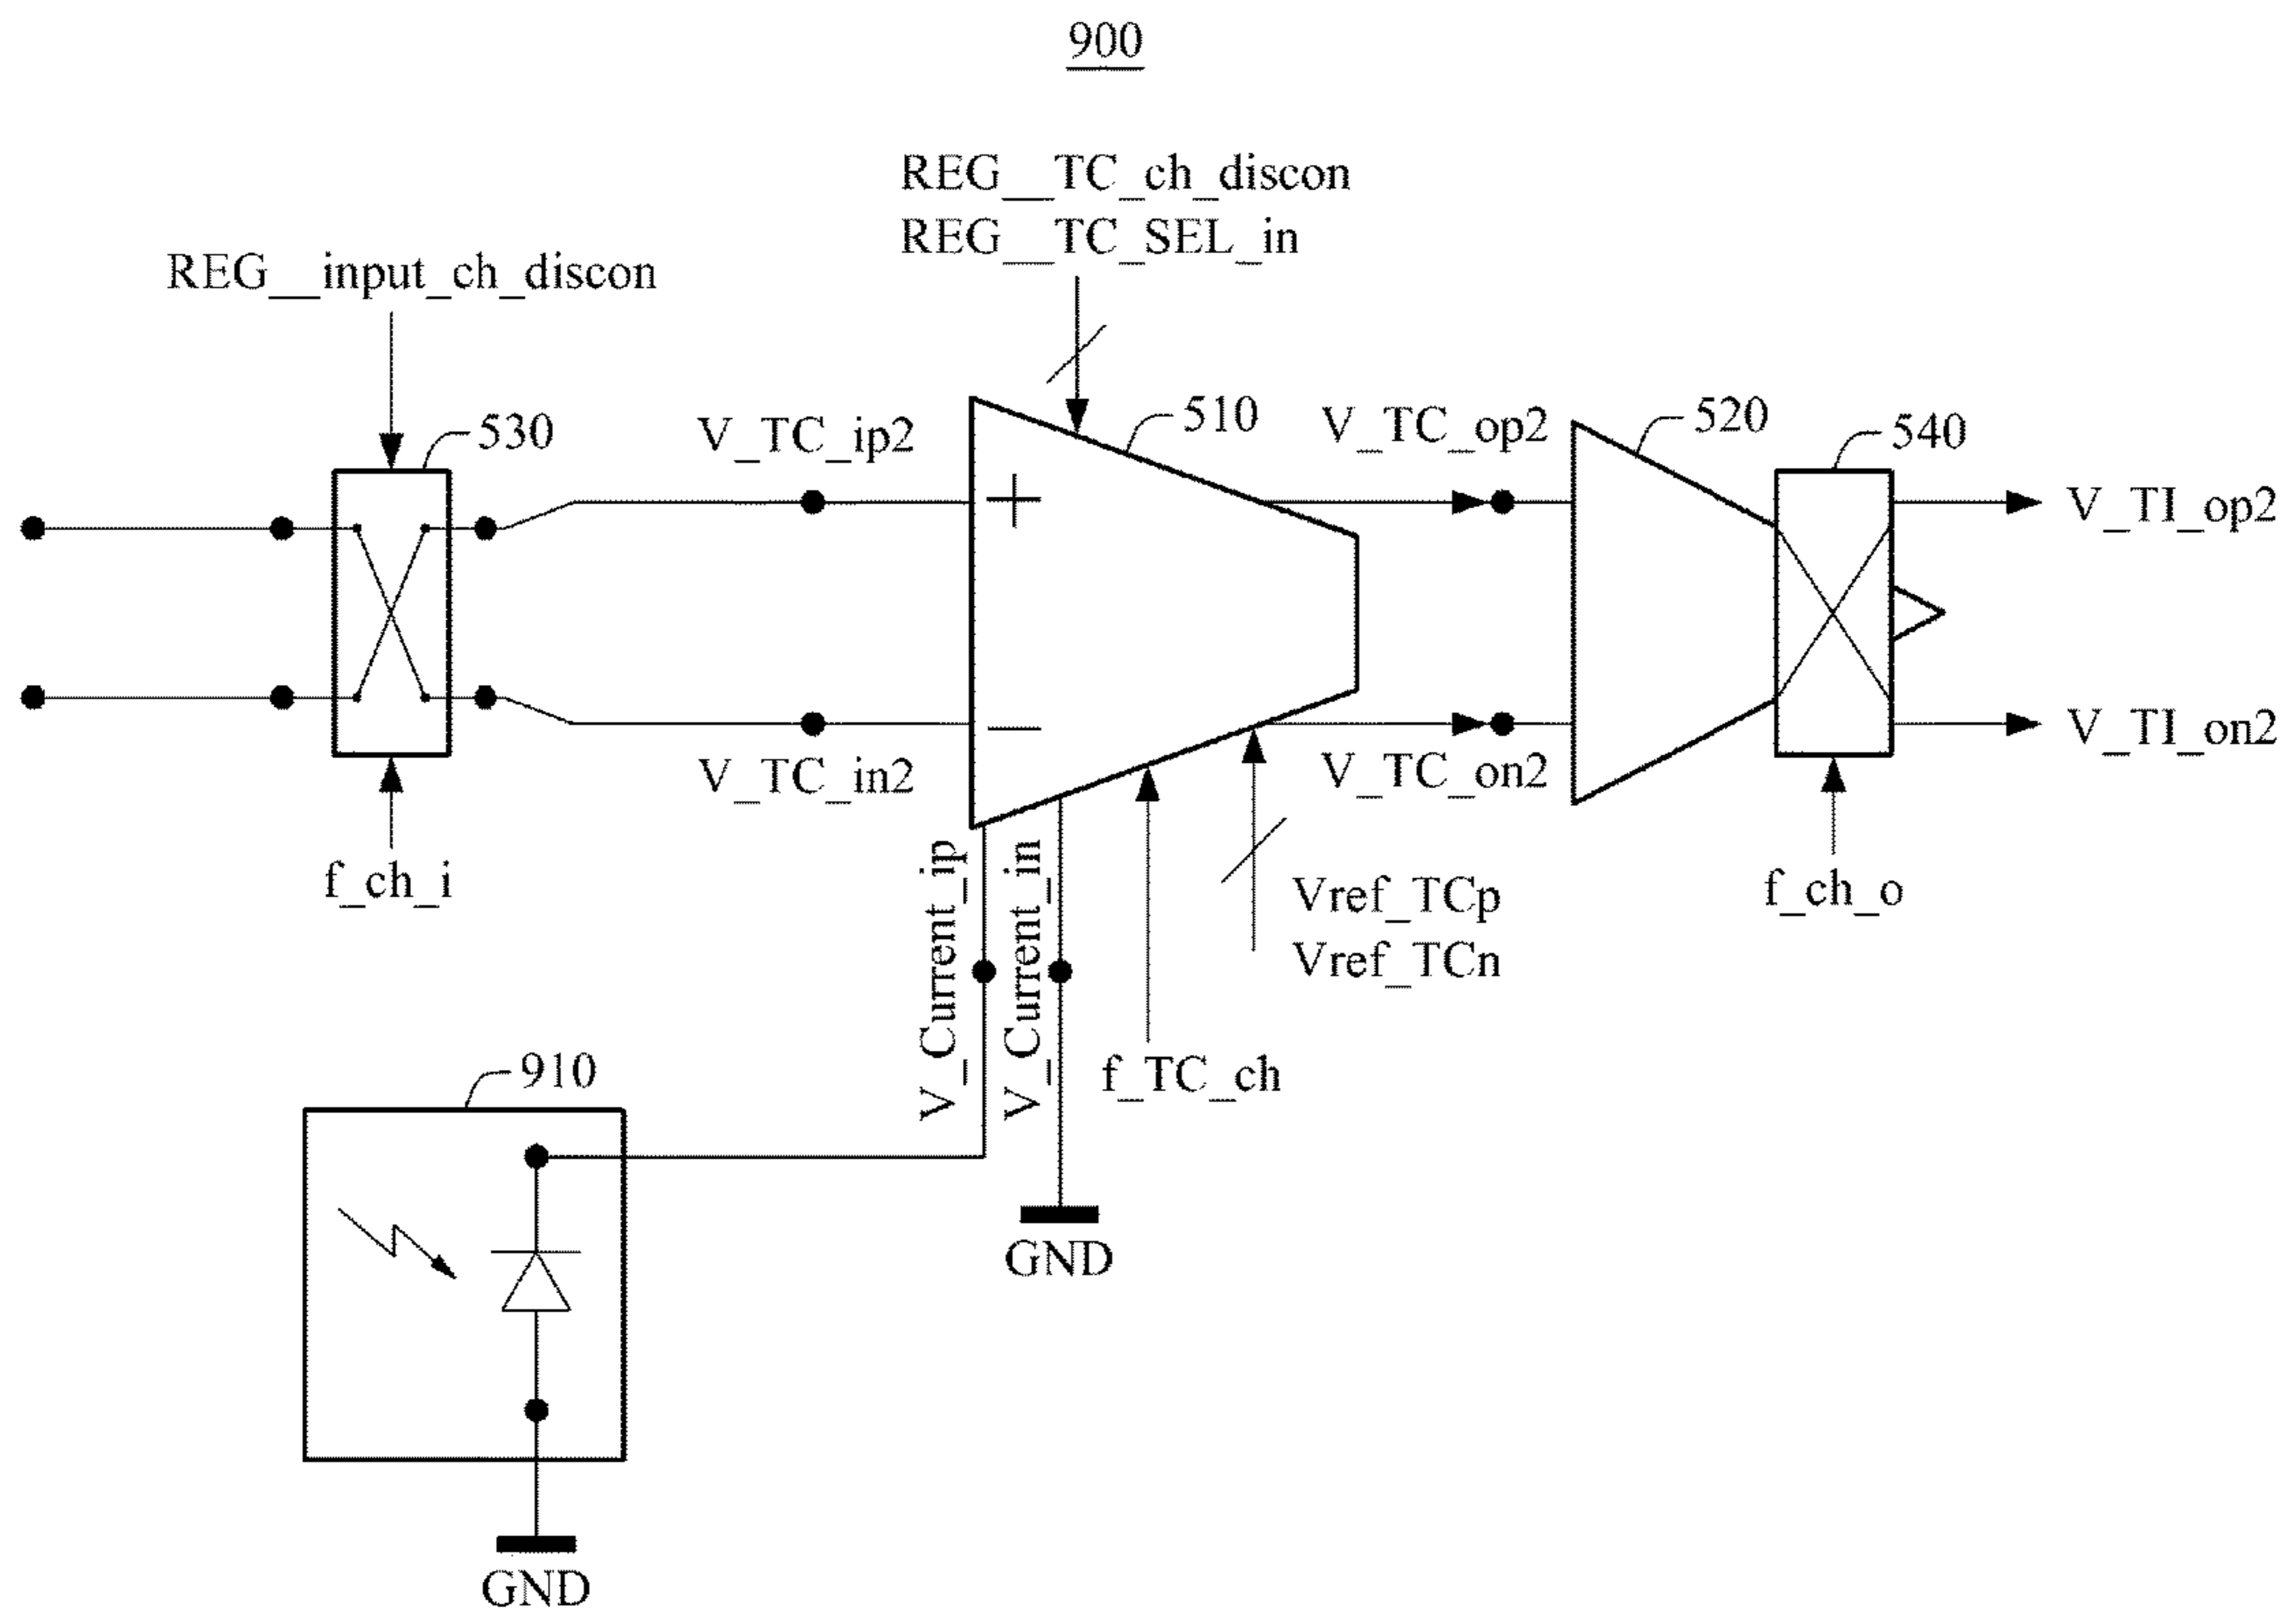 900
REG__TC_ch_discon
REG__TC_SEL_in
REG__input_ch_discon
530
V_TC_ip2
510
V_TC_op2
520
540
V_TI_op2
+
−
V_TC_in2
V_TC_on2
V_TI_on2
f_ch_i
V_Current_ip
V_Current_in
Vref_TCp
Vref_TCn
f_ch_o
f_TC_ch
910
GND
GND